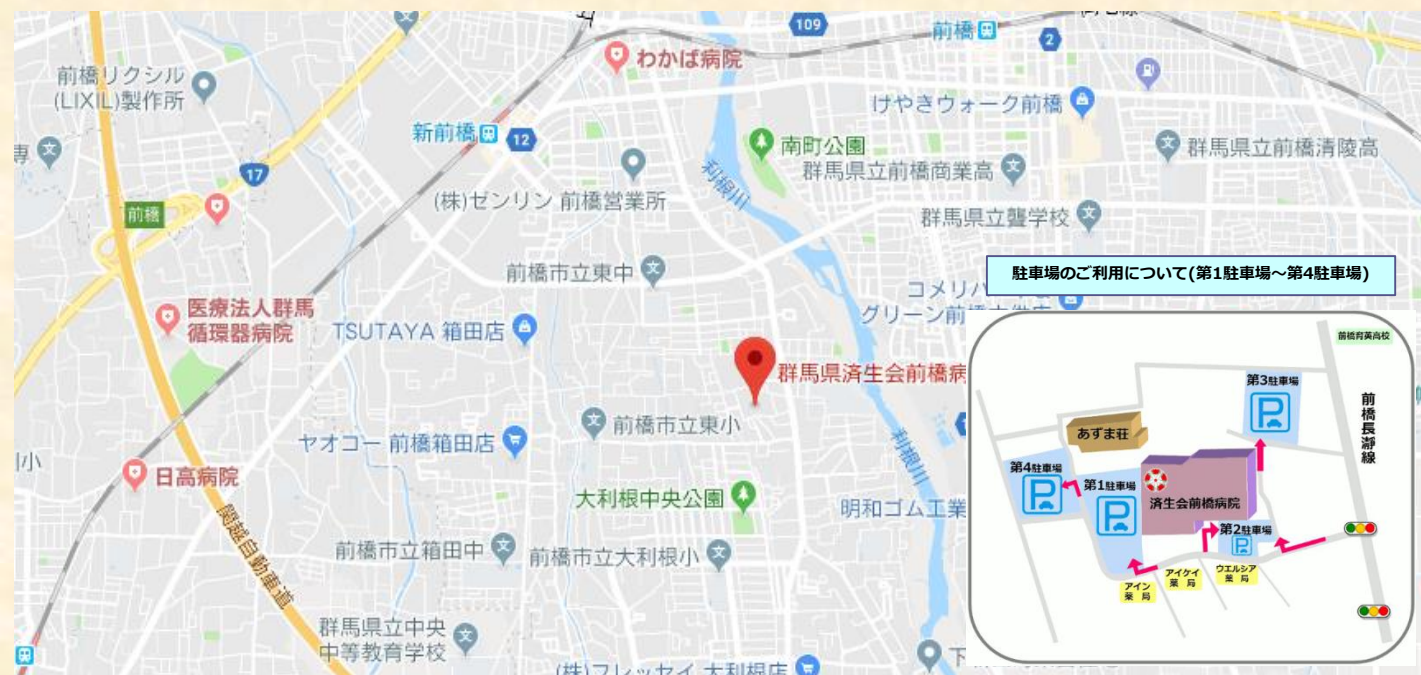 109
前橋
2
わかば病院
前橋リクシル
(LIXIL)製作所
けやきウォーク前橋
新前橋
12
南町公園
群馬県立前橋清陵高
専
群馬県立前橋商業高
17
利根川
(株)ゼンリン 前橋営業所
前橋
群馬県立聾学校
前橋市立東中
駐車場のご利用について(第1駐車場～第4駐車場)
コメリハ
グリーン前橋
医療法人群馬
循環器病院
TSUTAYA 箱田店
群馬県済生会前橋病
前橋市立東小
ヤオコー 前橋箱田店
利根川
小
日高病院
大利根中央公園
明和ゴム工業
関越自動車道
前橋市立箱田中
前橋市立大利根小
群馬県立中央
中等教育学校
(株)フレッセイ 大利根店
下
前橋育英高校
第3駐車場
P
前橋長瀞線
あずま荘
第4駐車場
P
第1駐車場
P
済生会前橋病院
第2駐車場
P
アイン
薬局
アイケイ
薬局
ウエルシア
薬局